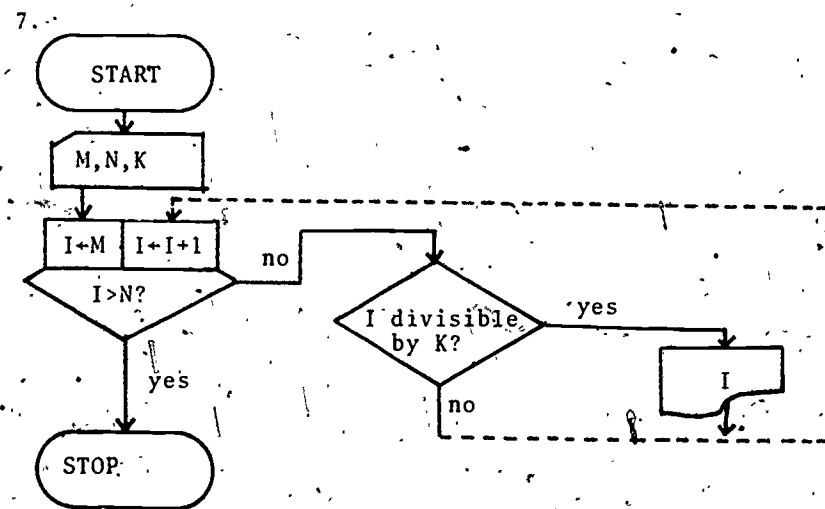 7.
START
M,N,K
I←M
I←I+1
I>N?
no
yes
I divisible
by K?
yes
no
I
STOP